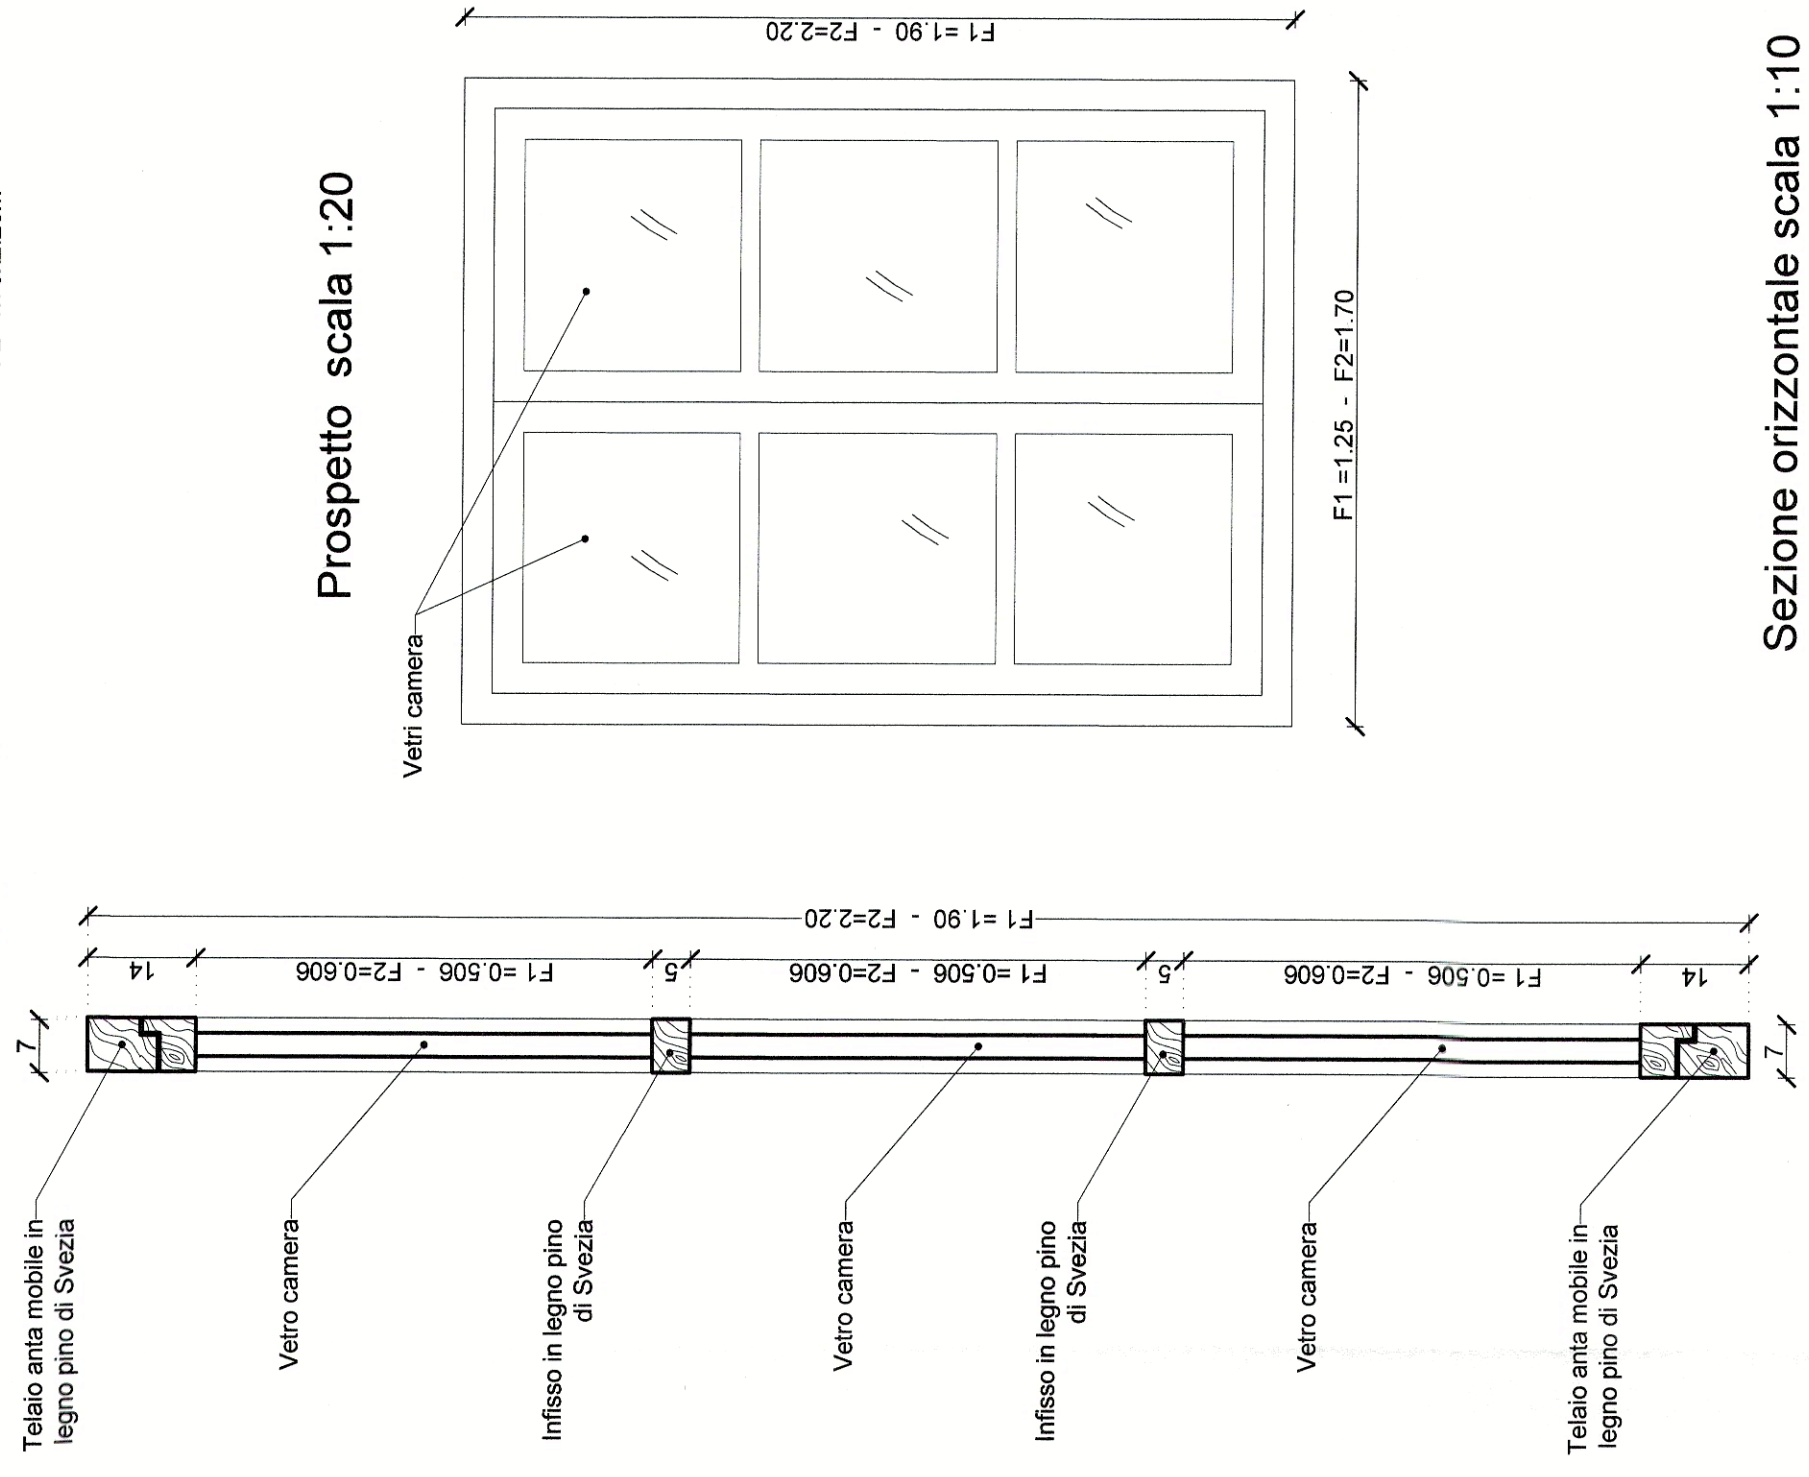 Prospetto scala 1:20
F1 =1.90 - F2=2.20
Vetri camera
F1 =1.25 - F2=1.70
F1 =1.90 - F2=2.20
14
F1=0.506 - F2=0.606
5
F1=0.506 - F2=0.606
5
F1=0.506 - F2=0.606
14
7
7
Telaio anta mobile in
legno pino di Svezia
Vetro camera
Infisso in legno pino
di Svezia
Vetro camera
Infisso in legno pino
di Svezia
Vetro camera
Telaio anta mobile in
legno pino di Svezia
Sezione orizzontale scala 1:10